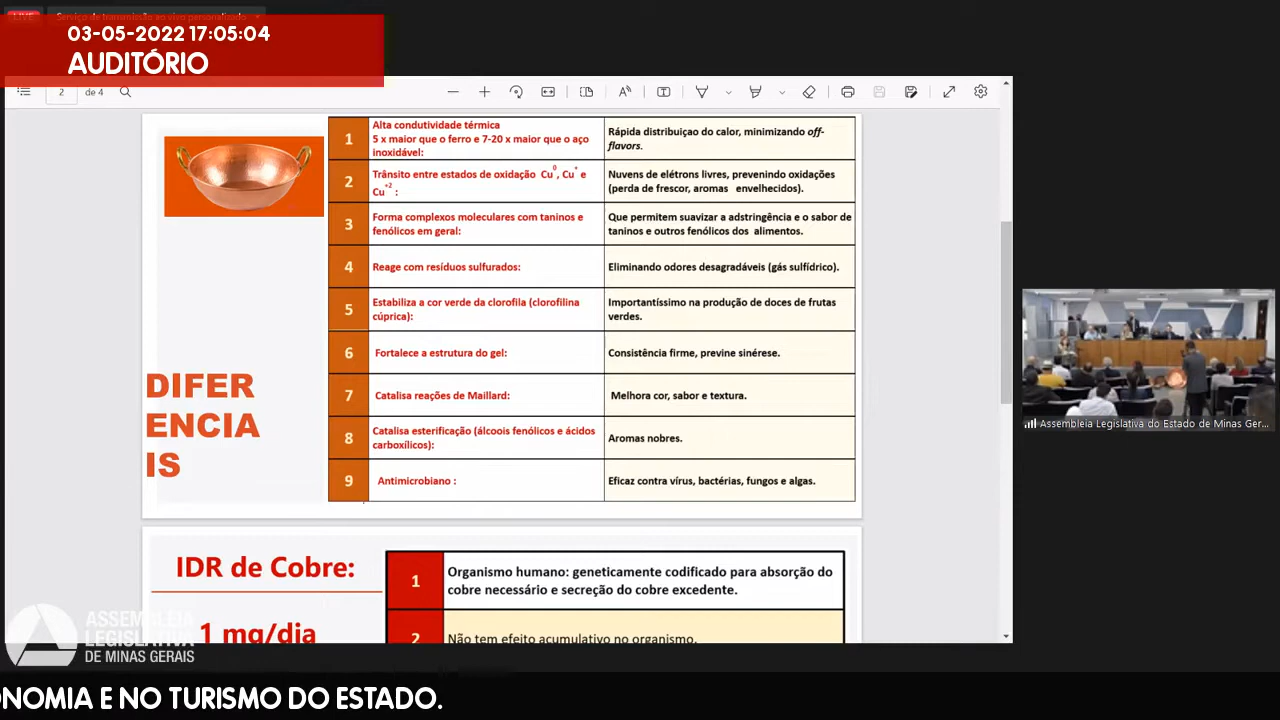 LIVE
Serviço de transmissão ao vivo personalizado
03-05-2022 17:05:04
AUDITÓRIO
2 de 4
DIFER
ENCIA
IS
1
Alta condutividade térmica
5 x maior que o ferro e 7-20 x maior que o aço
inoxidável:
Rápida distribuiçao do calor, minimizando off-
flavors.
2
Trânsito entre estados de oxidação Cu⁰, Cu⁺ e
Cu⁺² :
Nuvens de elétrons livres, prevenindo oxidações
(perda de frescor, aromas envelhecidos).
3
Forma complexos moleculares com taninos e
fenólicos em geral:
Que permitem suavizar a adstringência e o sabor de
taninos e outros fenólicos dos alimentos.
4
Reage com resíduos sulfurados:
Eliminando odores desagradáveis (gás sulfídrico).
5
Estabiliza a cor verde da clorofila (clorofilina
cúprica):
Importantíssimo na produção de doces de frutas
verdes.
6
Fortalece a estrutura do gel:
Consistência firme, previne sinérese.
7
Catalisa reações de Maillard:
Melhora cor, sabor e textura.
8
Catalisa esterificação (álcoois fenólicos e ácidos
carboxílicos):
Aromas nobres.
9
Antimicrobiano :
Eficaz contra vírus, bactérias, fungos e algas.
IDR de Cobre:
1 mg/dia
1
Organismo humano: geneticamente codificado para absorção do
cobre necessário e secreção do cobre excedente.
2
Não tem efeito acumulativo no organismo.
Assembleia Legislativa do Estado de Minas Ger...
ASSEMBLEIA
LEGISLATIVA
DE MINAS GERAIS
ONOMIA E NO TURISMO DO ESTADO.